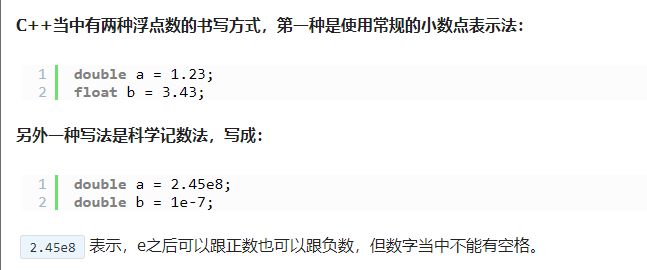 C++当中有两种浮点数的书写方式，第一种是使用常规的小数点表示法：
1 double a = 1.23;
2 float b = 3.43;
另外一种写法是科学记数法，写成：
1 double a = 2.45e8;
2 double b = 1e-7;
2.45e8 表示，e之后可以跟正数也可以跟负数，但数字当中不能有空格。